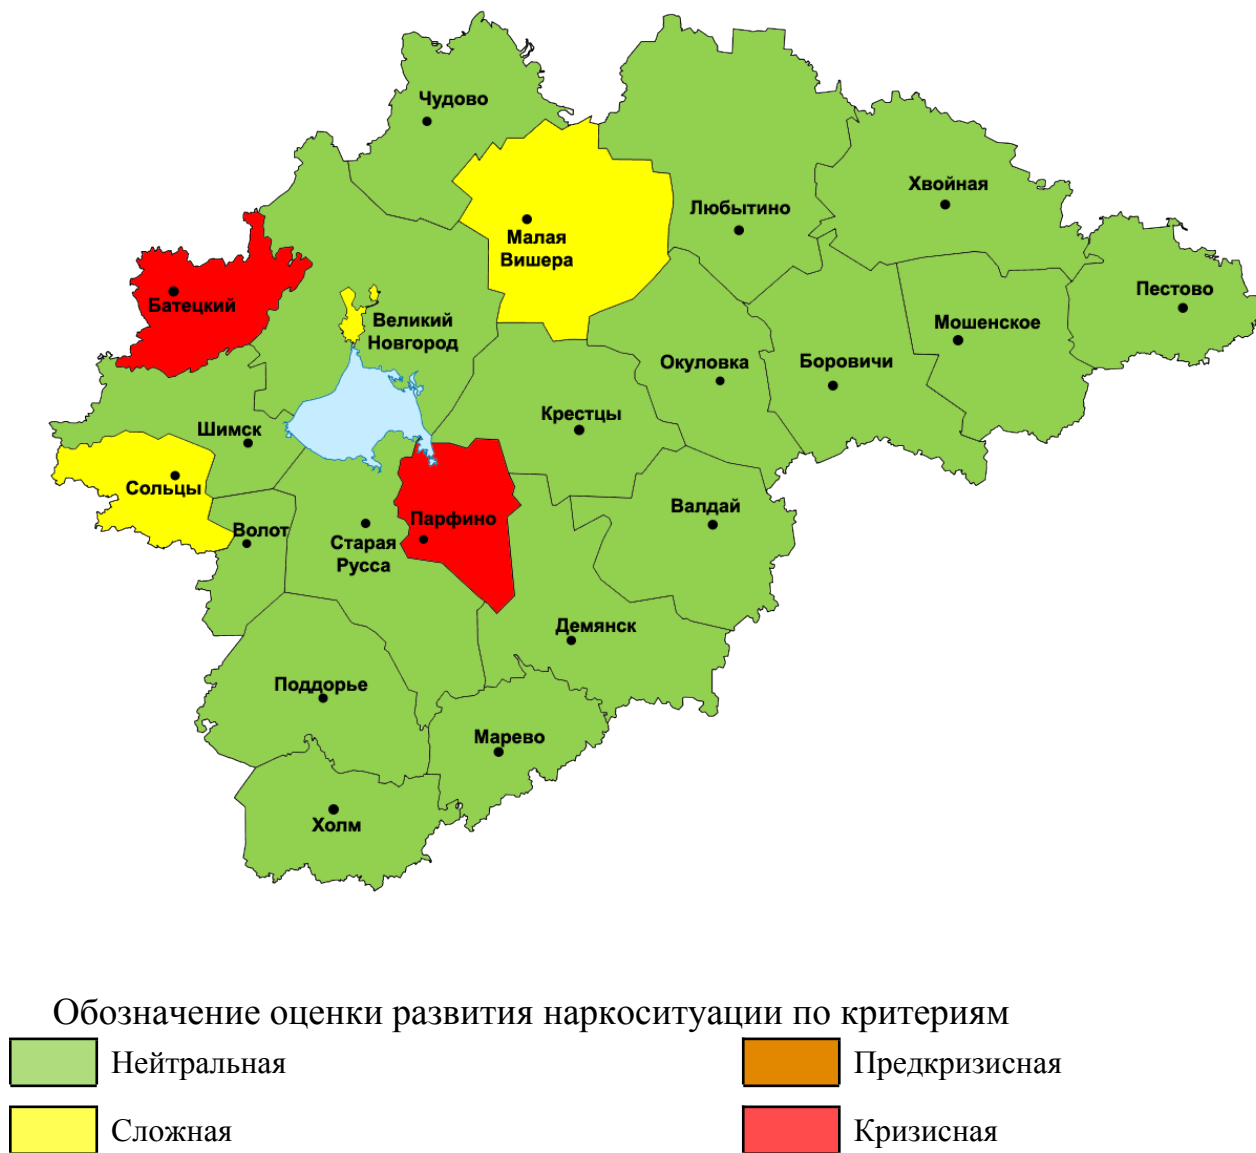 Чудово
Хвойная
Любытино
Малая
Вишера
Батецкий
Пестово
Великий
Новгород
Мошенское
Окуловка
Боровичи
Крестцы
Шимск
Сольцы
Валдай
Парфино
Волот
Старая
Русса
Демянск
Поддорье
Марево
Холм
Обозначение оценки развития наркоситуации по критериям
Нейтральная
Предкризисная
Сложная
Кризисная